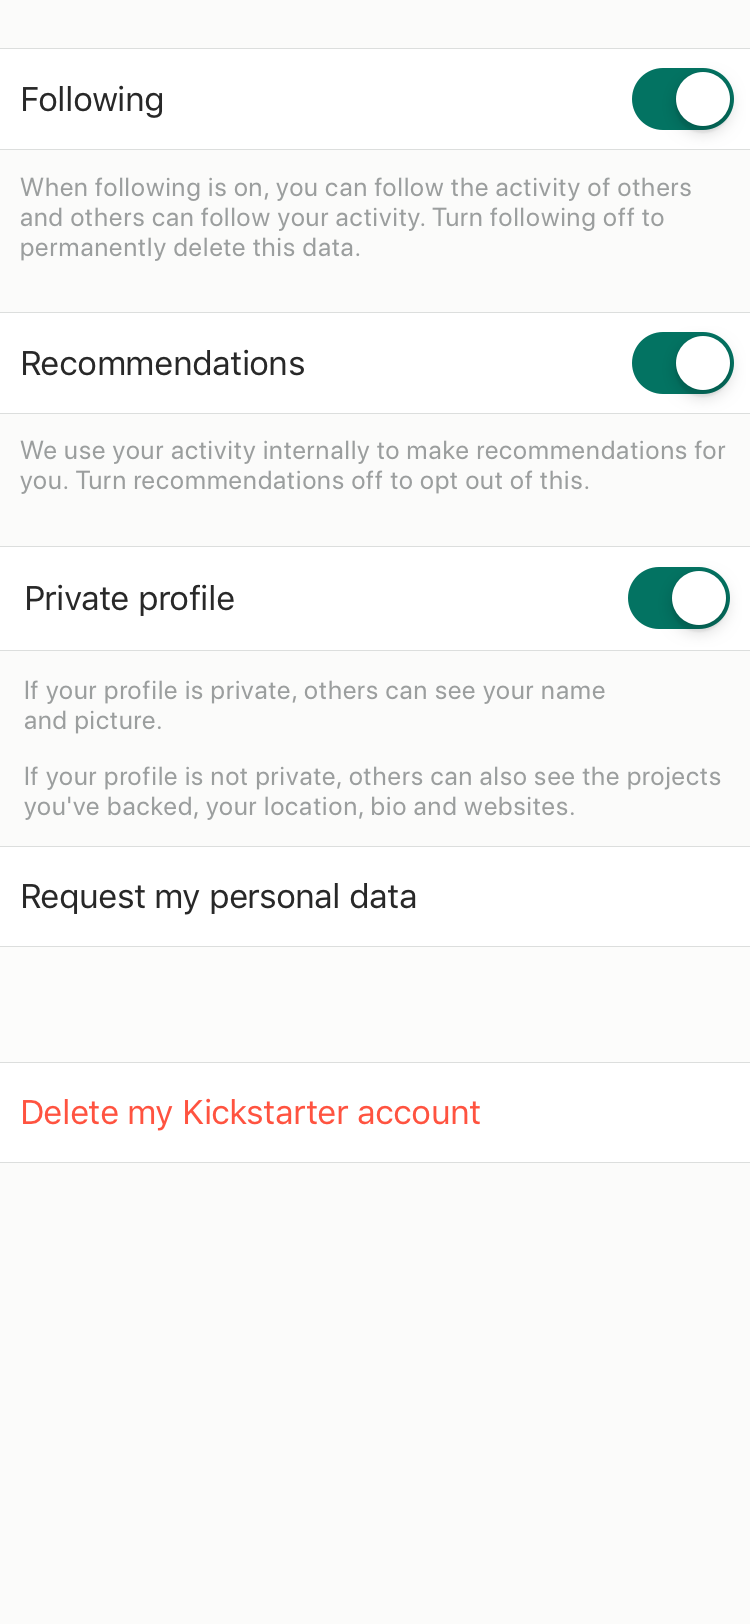 Following
When following is on, you can follow the activity of others
and others can follow your activity. Turn following off to
permanently delete this data.
Recommendations
We use your activity internally to make recommendations for
you. Turn recommendations off to opt out of this.
Private profile
If your profile is private, others can see your name
and picture.
If your profile is not private, others can also see the projects
you've backed, your location, bio and websites.
Request my personal data
Delete my Kickstarter account